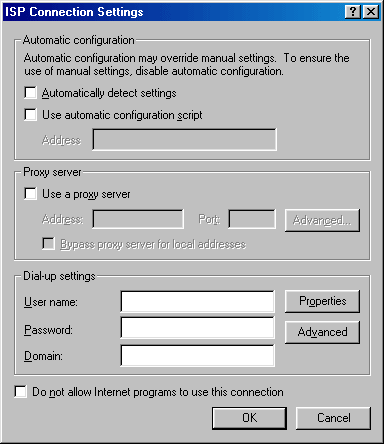 ISP Connection Settings
Automatic configuration
Automatic configuration may override manual settings. To ensure the
use of manual settings, disable automatic configuration.
Automatically detect settings
Use automatic configuration script
Address
Proxy server
Use a proxy server
Address: Port: Advanced...
Bypass proxy server for local addresses
Dial-up settings
User name: Properties
Password: Advanced
Domain:
Do not allow Internet programs to use this connection
OK Cancel